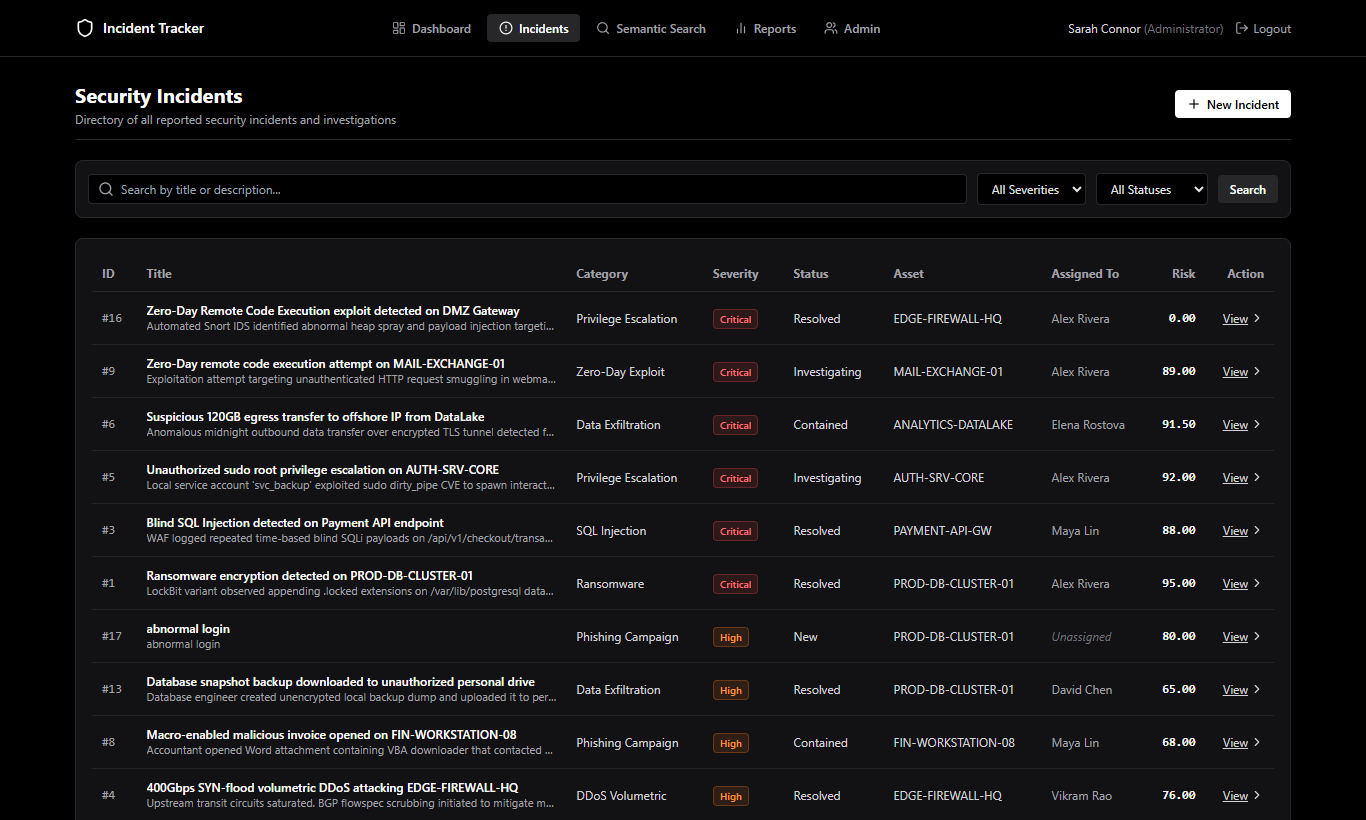 Incident Tracker
Dashboard
Incidents
Semantic Search
Reports
Admin
Sarah Connor (Administrator)
Logout
Security Incidents
Directory of all reported security incidents and investigations
+ New Incident
Search by title or description...
All Severities
All Statuses
Search
ID Title Category Severity Status Asset Assigned To Risk Action
#16 Zero-Day Remote Code Execution exploit detected on DMZ Gateway Privilege Escalation Critical Resolved EDGE-FIREWALL-HQ Alex Rivera 0.00 View
Automated Snort IDS identified abnormal heap spray and payload injection targeti...
#9 Zero-Day remote code execution attempt on MAIL-EXCHANGE-01 Zero-Day Exploit Critical Investigating MAIL-EXCHANGE-01 Alex Rivera 89.00 View
Exploitation attempt targeting unauthenticated HTTP request smuggling in webma...
#6 Suspicious 120GB egress transfer to offshore IP from DataLake Data Exfiltration Critical Contained ANALYTICS-DATALAKE Elena Rostova 91.50 View
Anomalous midnight outbound data transfer over encrypted TLS tunnel detected f...
#5 Unauthorized sudo root privilege escalation on AUTH-SRV-CORE Privilege Escalation Critical Investigating AUTH-SRV-CORE Alex Rivera 92.00 View
Local service account 'svc_backup' exploited sudo dirty_pipe CVE to spawn interact...
#3 Blind SQL Injection detected on Payment API endpoint SQL Injection Critical Resolved PAYMENT-API-GW Maya Lin 88.00 View
WAF logged repeated time-based blind SQLi payloads on /api/v1/checkout/transa...
#1 Ransomware encryption detected on PROD-DB-CLUSTER-01 Ransomware Critical Resolved PROD-DB-CLUSTER-01 Alex Rivera 95.00 View
LockBit variant observed appending .locked extensions on /var/lib/postgresql data...
#17 abnormal login Phishing Campaign High New PROD-DB-CLUSTER-01 Unassigned 80.00 View
abnormal login
#13 Database snapshot backup downloaded to unauthorized personal drive Data Exfiltration High Resolved PROD-DB-CLUSTER-01 David Chen 65.00 View
Database engineer created unencrypted local backup dump and uploaded it to per...
#8 Macro-enabled malicious invoice opened on FIN-WORKSTATION-08 Phishing Campaign High Contained FIN-WORKSTATION-08 Maya Lin 68.00 View
Accountant opened Word attachment containing VBA downloader that contacted ...
#4 400Gbps SYN-flood volumetric DDoS attacking EDGE-FIREWALL-HQ DDoS Volumetric High Resolved EDGE-FIREWALL-HQ Vikram Rao 76.00 View
Upstream transit circuits saturated. BGP flowspec scrubbing initiated to mitigate m...